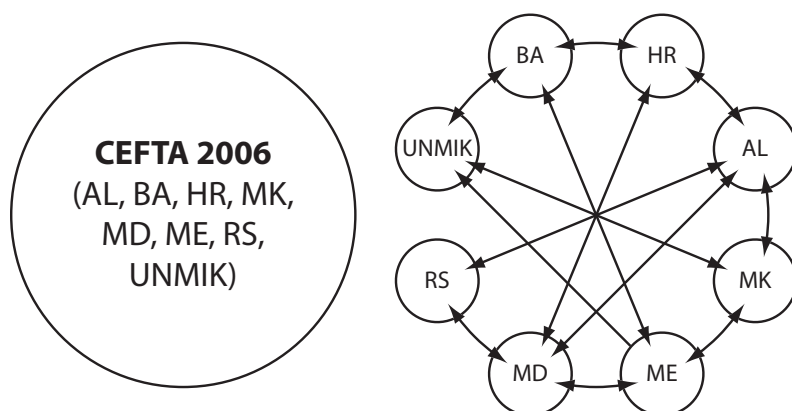 CEFTA 2006
(AL, BA, HR, MK,
MD, ME, RS,
UNMIK)
BA
HR
UNMIK
AL
RS
MK
MD
ME